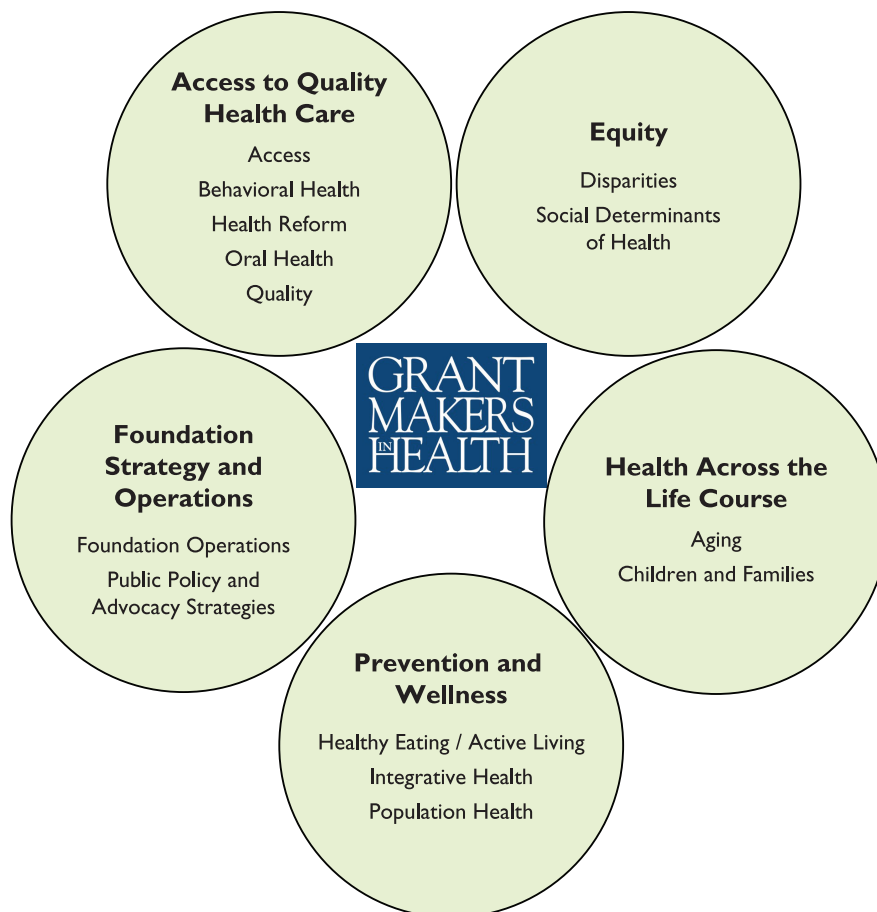 Access to Quality
Health Care
Access
Behavioral Health
Health Reform
Oral Health
Quality
Equity
Disparities
Social Determinants
of Health
GRANT
MAKERS
IN HEALTH
Foundation
Strategy and
Operations
Foundation Operations
Public Policy and
Advocacy Strategies
Health Across the
Life Course
Aging
Children and Families
Prevention and
Wellness
Healthy Eating / Active Living
Integrative Health
Population Health